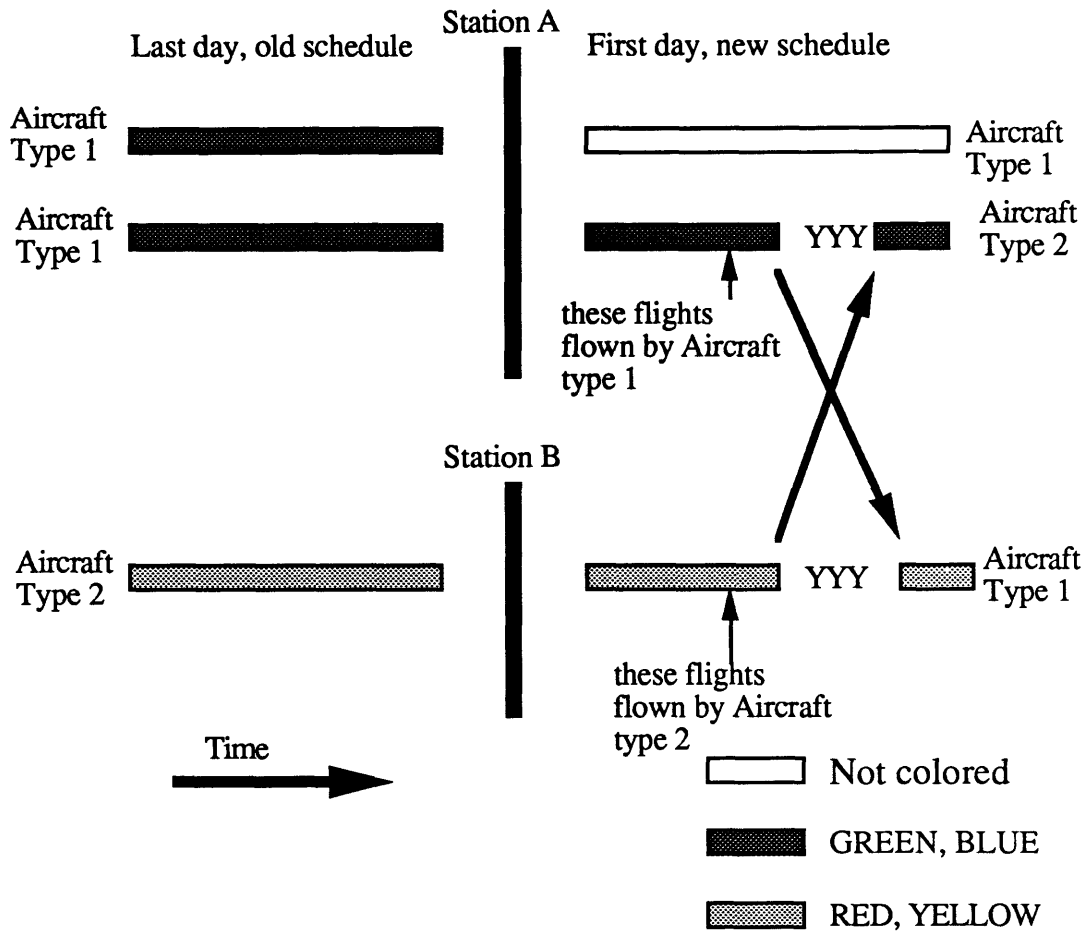 Station A
Last day, old schedule
First day, new schedule
Aircraft
Type 1
Aircraft
Type 1
Aircraft
Type 1
YYY
Aircraft
Type 2
these flights
flown by Aircraft
type 1
Station B
Aircraft
Type 2
YYY
Aircraft
Type 1
these flights
flown by Aircraft
type 2
Time
Not colored
GREEN, BLUE
RED, YELLOW